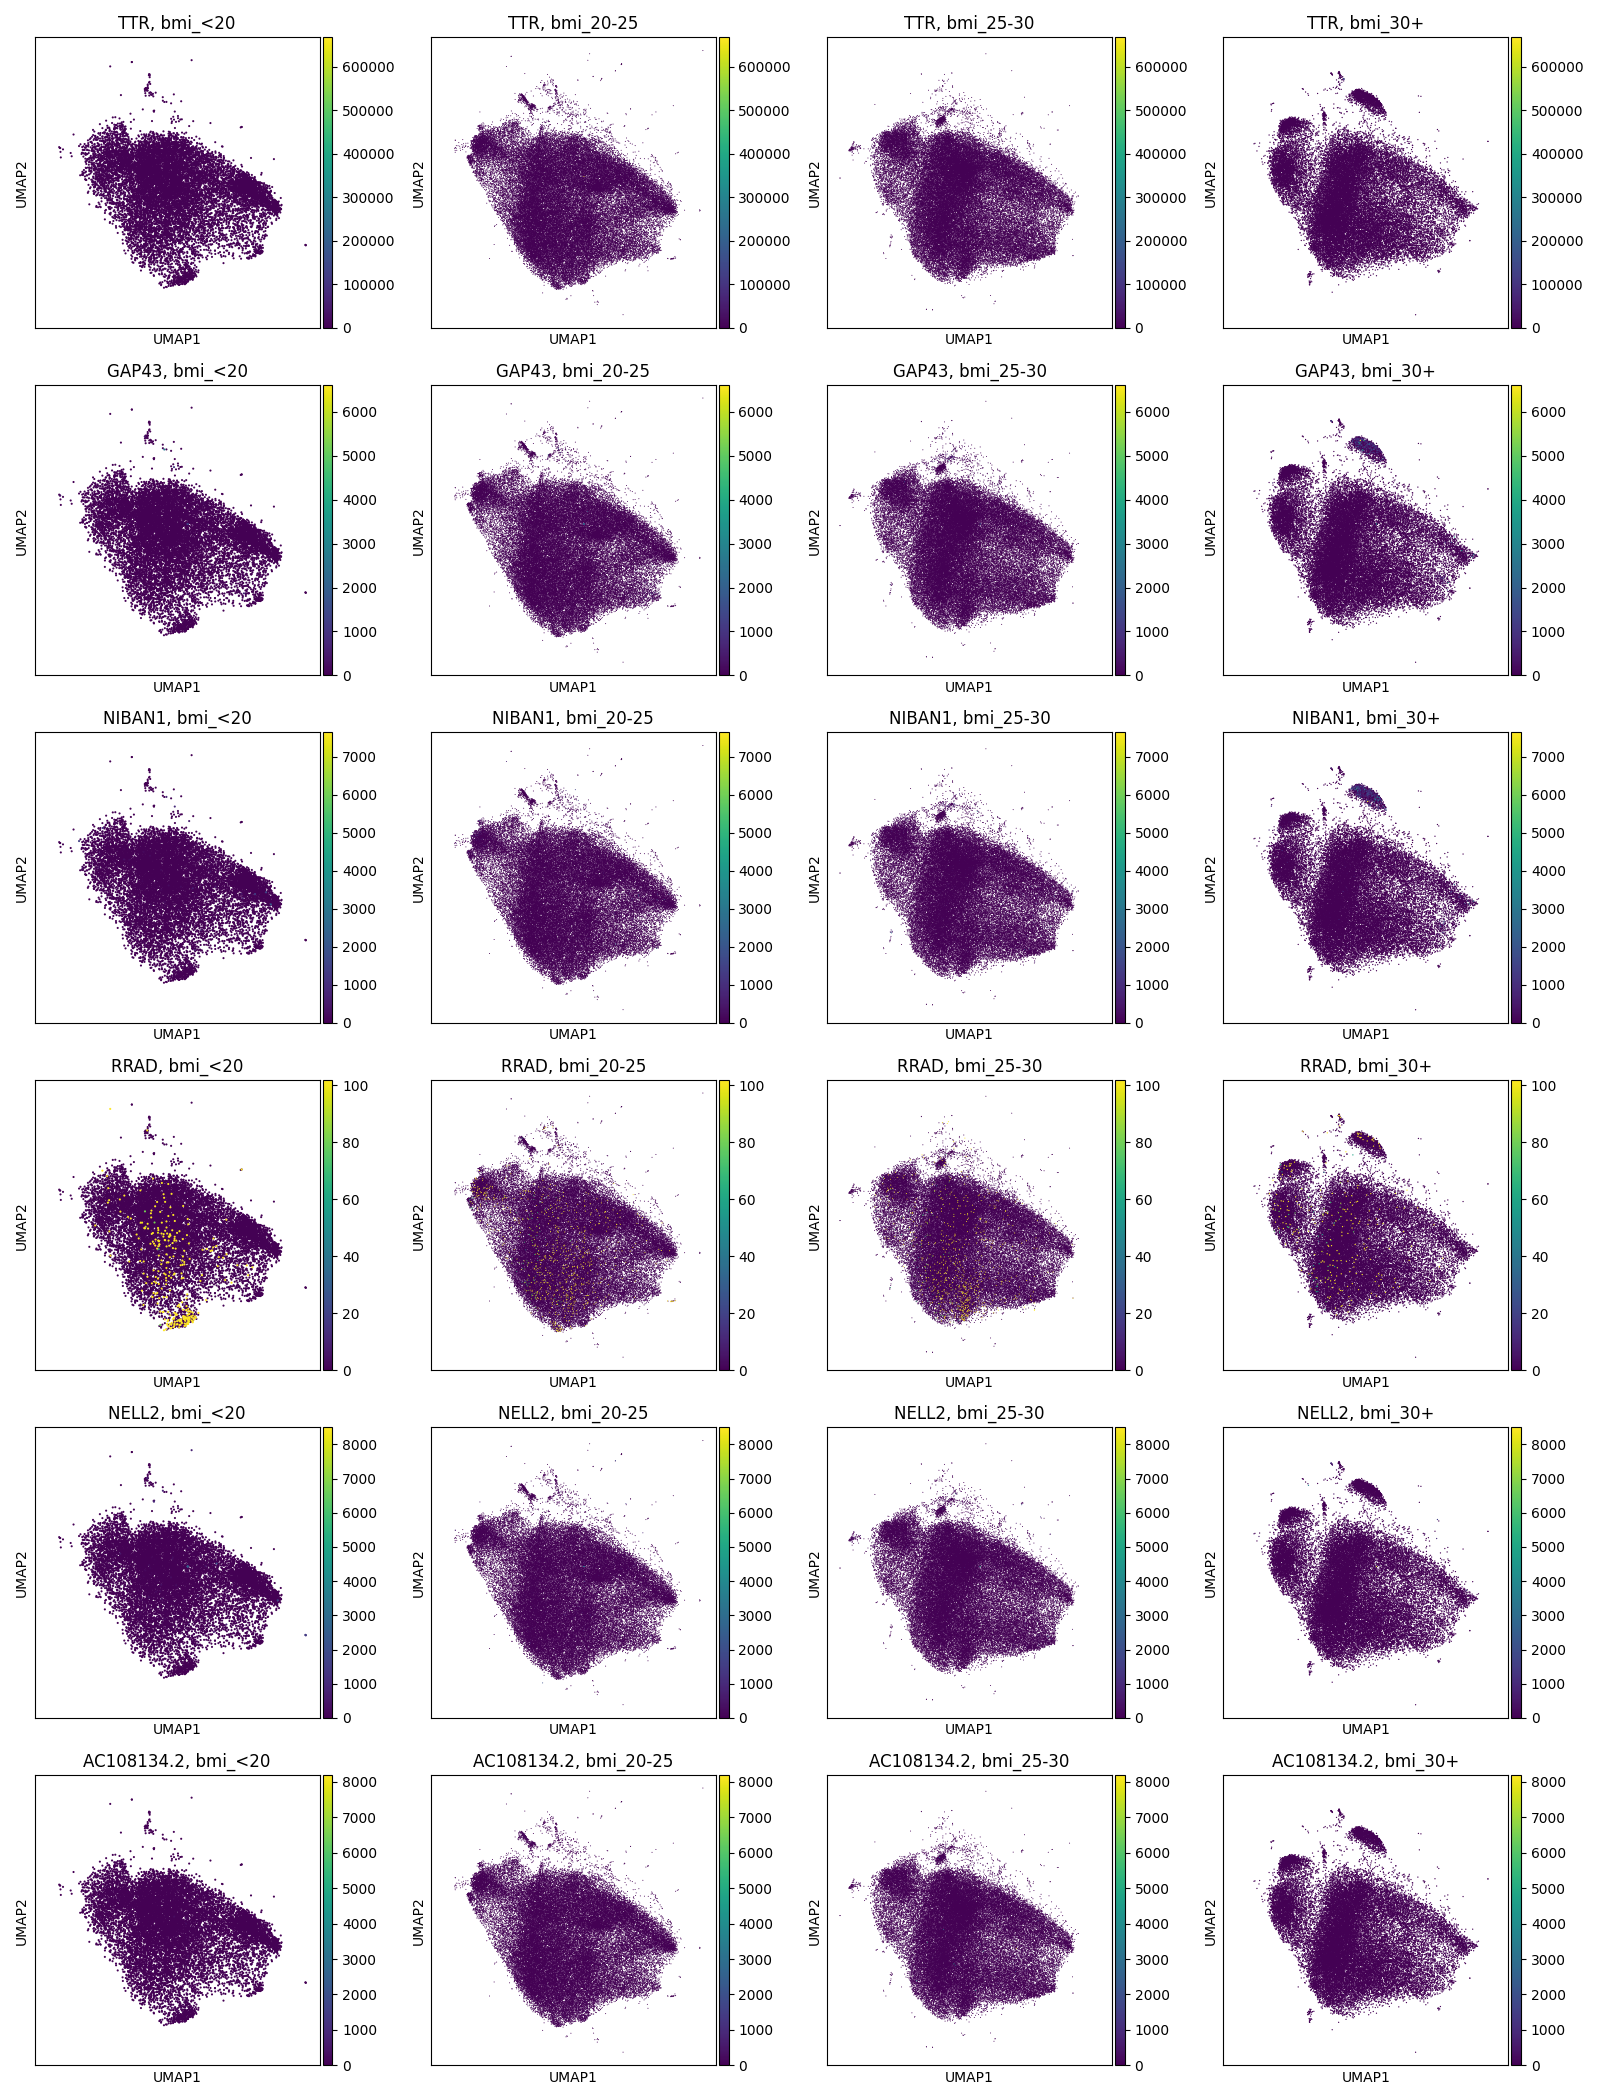 TTR, bmi_<20 TTR, bmi_20-25 TTR, bmi_25-30 TTR, bmi_30+
600000 600000 600000 600000
500000 500000 500000 500000
400000 400000 400000 400000
300000 300000 300000 300000
200000 200000 200000 200000
100000 100000 100000 100000
0 0 0 0
UMAP2 UMAP2 UMAP2 UMAP2
UMAP1 UMAP1 UMAP1 UMAP1
GAP43, bmi_<20 GAP43, bmi_20-25 GAP43, bmi_25-30 GAP43, bmi_30+
6000 6000 6000 6000
5000 5000 5000 5000
4000 4000 4000 4000
3000 3000 3000 3000
2000 2000 2000 2000
1000 1000 1000 1000
0 0 0 0
UMAP2 UMAP2 UMAP2 UMAP2
UMAP1 UMAP1 UMAP1 UMAP1
NIBAN1, bmi_<20 NIBAN1, bmi_20-25 NIBAN1, bmi_25-30 NIBAN1, bmi_30+
7000 7000 7000 7000
6000 6000 6000 6000
5000 5000 5000 5000
4000 4000 4000 4000
3000 3000 3000 3000
2000 2000 2000 2000
1000 1000 1000 1000
0 0 0 0
UMAP2 UMAP2 UMAP2 UMAP2
UMAP1 UMAP1 UMAP1 UMAP1
RRAD, bmi_<20 RRAD, bmi_20-25 RRAD, bmi_25-30 RRAD, bmi_30+
100 100 100 100
80 80 80 80
60 60 60 60
40 40 40 40
20 20 20 20
0 0 0 0
UMAP2 UMAP2 UMAP2 UMAP2
UMAP1 UMAP1 UMAP1 UMAP1
NELL2, bmi_<20 NELL2, bmi_20-25 NELL2, bmi_25-30 NELL2, bmi_30+
8000 8000 8000 8000
7000 7000 7000 7000
6000 6000 6000 6000
5000 5000 5000 5000
4000 4000 4000 4000
3000 3000 3000 3000
2000 2000 2000 2000
1000 1000 1000 1000
0 0 0 0
UMAP2 UMAP2 UMAP2 UMAP2
UMAP1 UMAP1 UMAP1 UMAP1
AC108134.2, bmi_<20 AC108134.2, bmi_20-25 AC108134.2, bmi_25-30 AC108134.2, bmi_30+
8000 8000 8000 8000
7000 7000 7000 7000
6000 6000 6000 6000
5000 5000 5000 5000
4000 4000 4000 4000
3000 3000 3000 3000
2000 2000 2000 2000
1000 1000 1000 1000
0 0 0 0
UMAP2 UMAP2 UMAP2 UMAP2
UMAP1 UMAP1 UMAP1 UMAP1